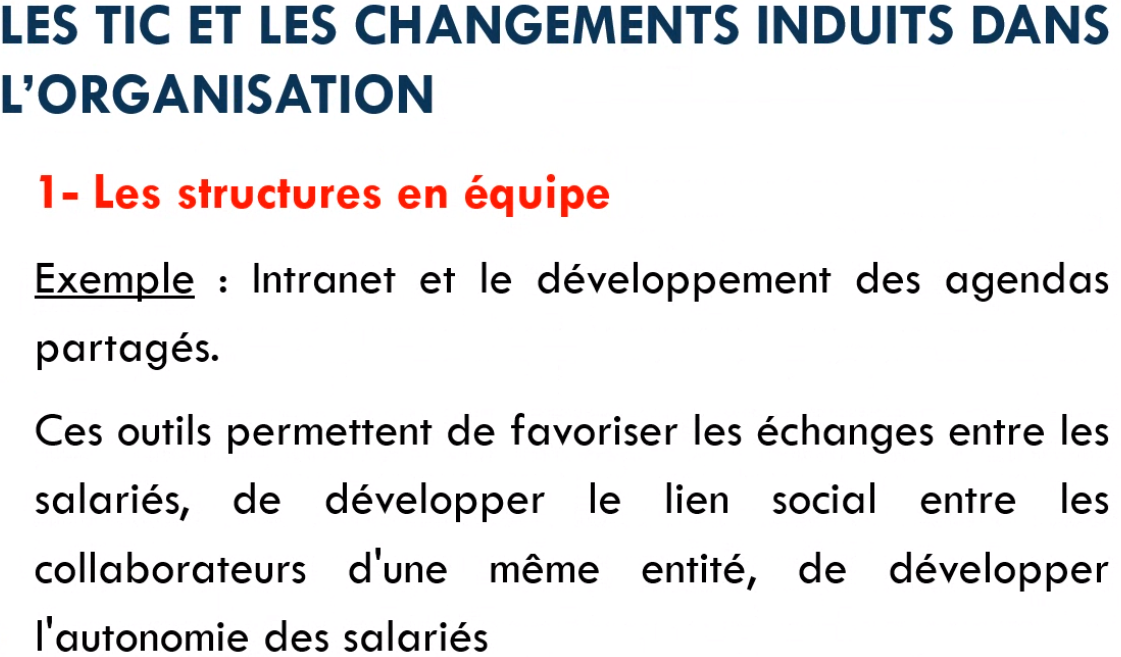 LES TIC ET LES CHANGEMENTS INDUITS DANS
L’ORGANISATION
1- Les structures en équipe
Exemple : Intranet et le développement des agendas
partagés.
Ces outils permettent de favoriser les échanges entre les
salariés, de développer le lien social entre les
collaborateurs d'une même entité, de développer
l'autonomie des salariés